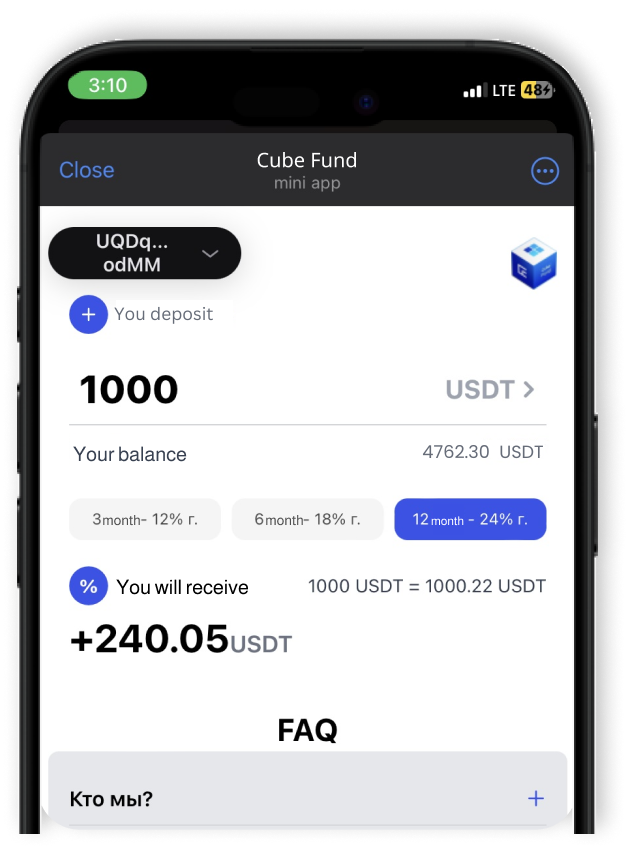 3:10
LTE 48
Close
Cube Fund
mini app
UQDq...
odMM
+ You deposit
1000 USDT >
Your balance 4762.30 USDT
3month- 12% г. 6month- 18% г. 12month - 24% г.
% You will receive 1000 USDT = 1000.22 USDT
+240.05USDT
FAQ
Кто мы? +